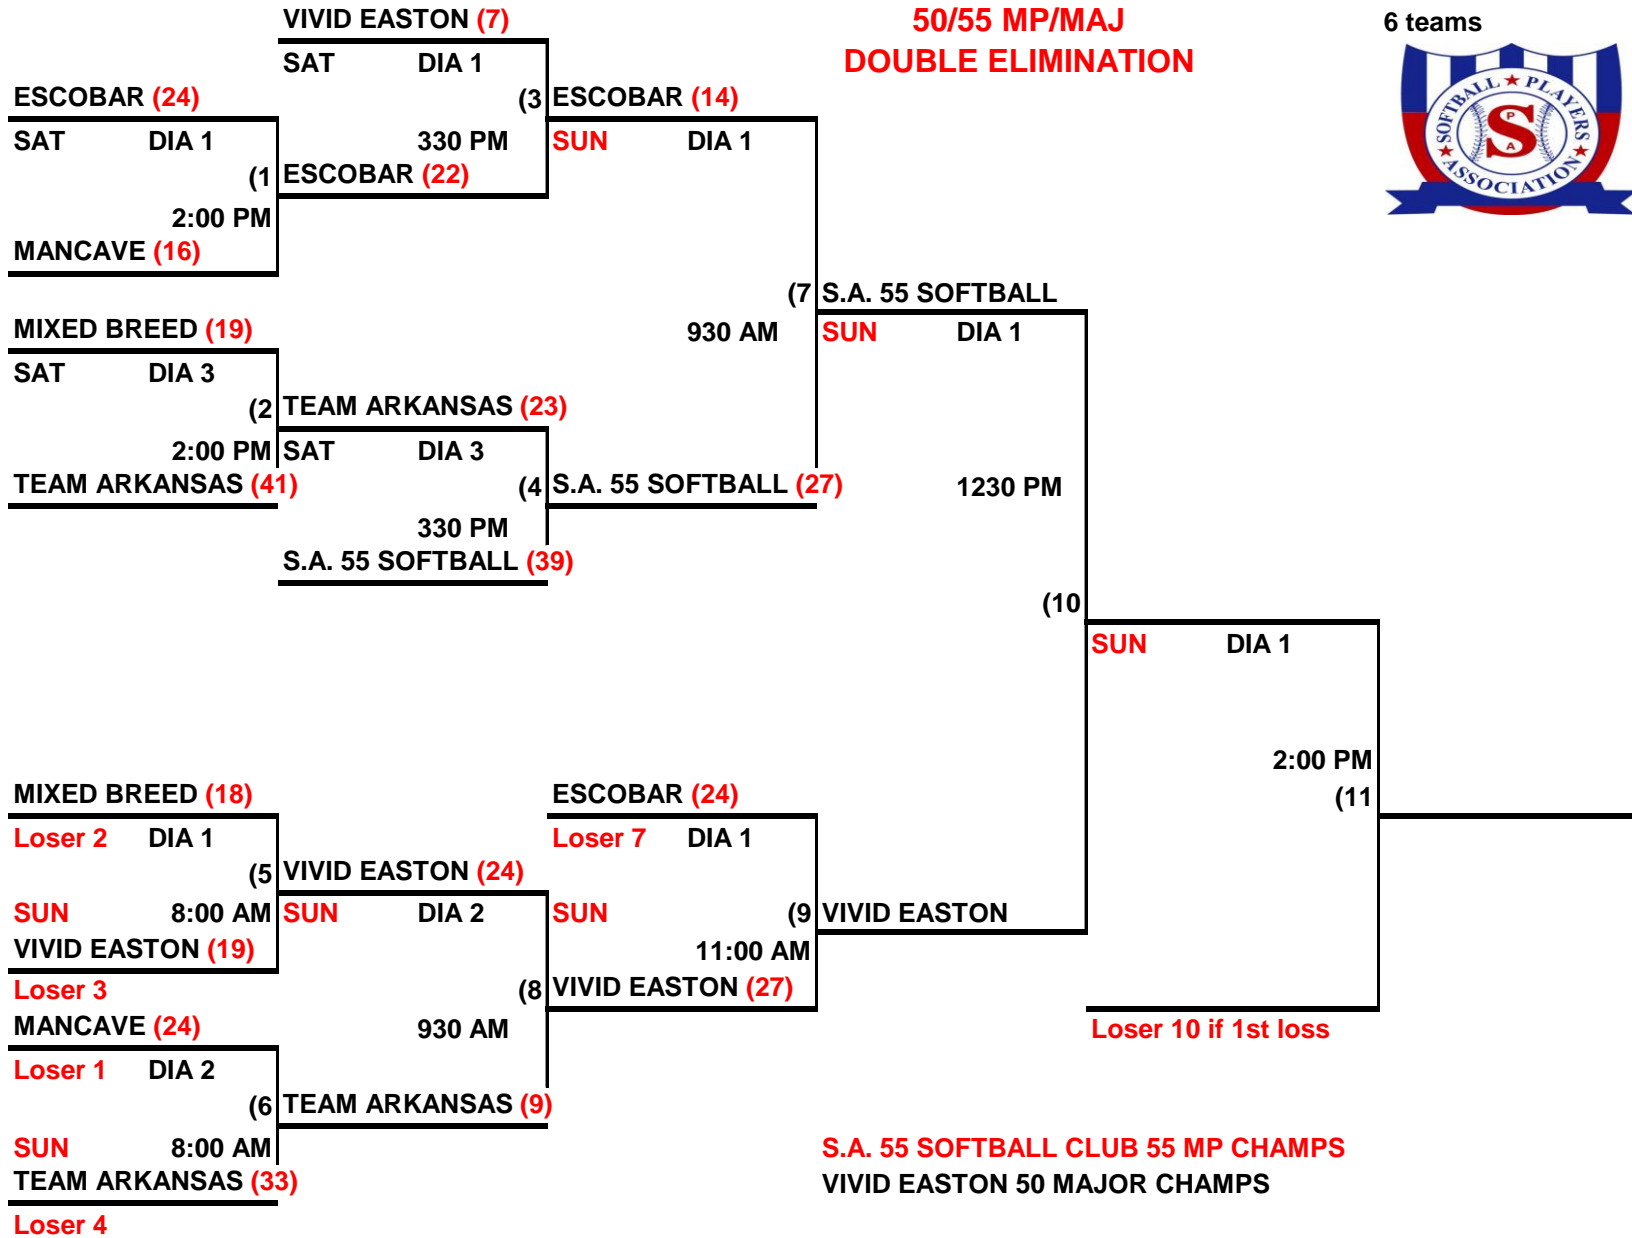 VIVID EASTON (7)
50/55 MP/MAJ
6 teams
SAT DIA 1
DOUBLE ELIMINATION
ESCOBAR (24)
(3 ESCOBAR (14)
SAT DIA 1
330 PM
SUN DIA 1
(1 ESCOBAR (22)
2:00 PM
MANCAVE (16)
SOFTBALL ★ PLAYERS ★ ASSOCIATION ★
P
S
A
(7 S.A. 55 SOFTBALL
MIXED BREED (19)
930 AM
SUN DIA 1
SAT DIA 3
(2 TEAM ARKANSAS (23)
2:00 PM
SAT DIA 3
TEAM ARKANSAS (41)
(4 S.A. 55 SOFTBALL (27)
1230 PM
330 PM
S.A. 55 SOFTBALL (39)
(10
SUN DIA 1
2:00 PM
(11
MIXED BREED (18)
ESCOBAR (24)
Loser 2 DIA 1
Loser 7 DIA 1
(5 VIVID EASTON (24)
SUN 8:00 AM
SUN DIA 2
SUN
(9 VIVID EASTON
VIVID EASTON (19)
11:00 AM
Loser 3
(8 VIVID EASTON (27)
MANCAVE (24)
930 AM
Loser 10 if 1st loss
Loser 1 DIA 2
(6 TEAM ARKANSAS (9)
SUN 8:00 AM
S.A. 55 SOFTBALL CLUB 55 MP CHAMPS
TEAM ARKANSAS (33)
VIVID EASTON 50 MAJOR CHAMPS
Loser 4